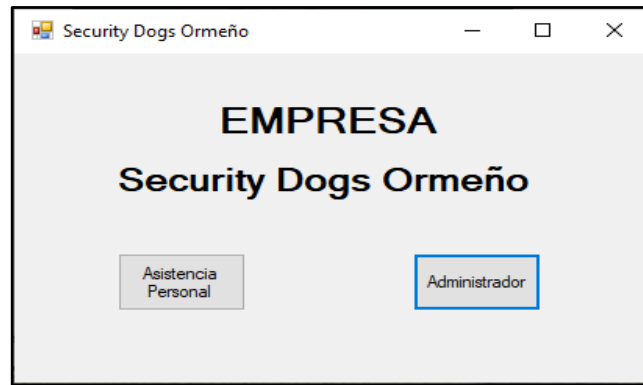 Security Dogs Ormeño
EMPRESA
Security Dogs Ormeño
Asistencia
Personal
Administrador